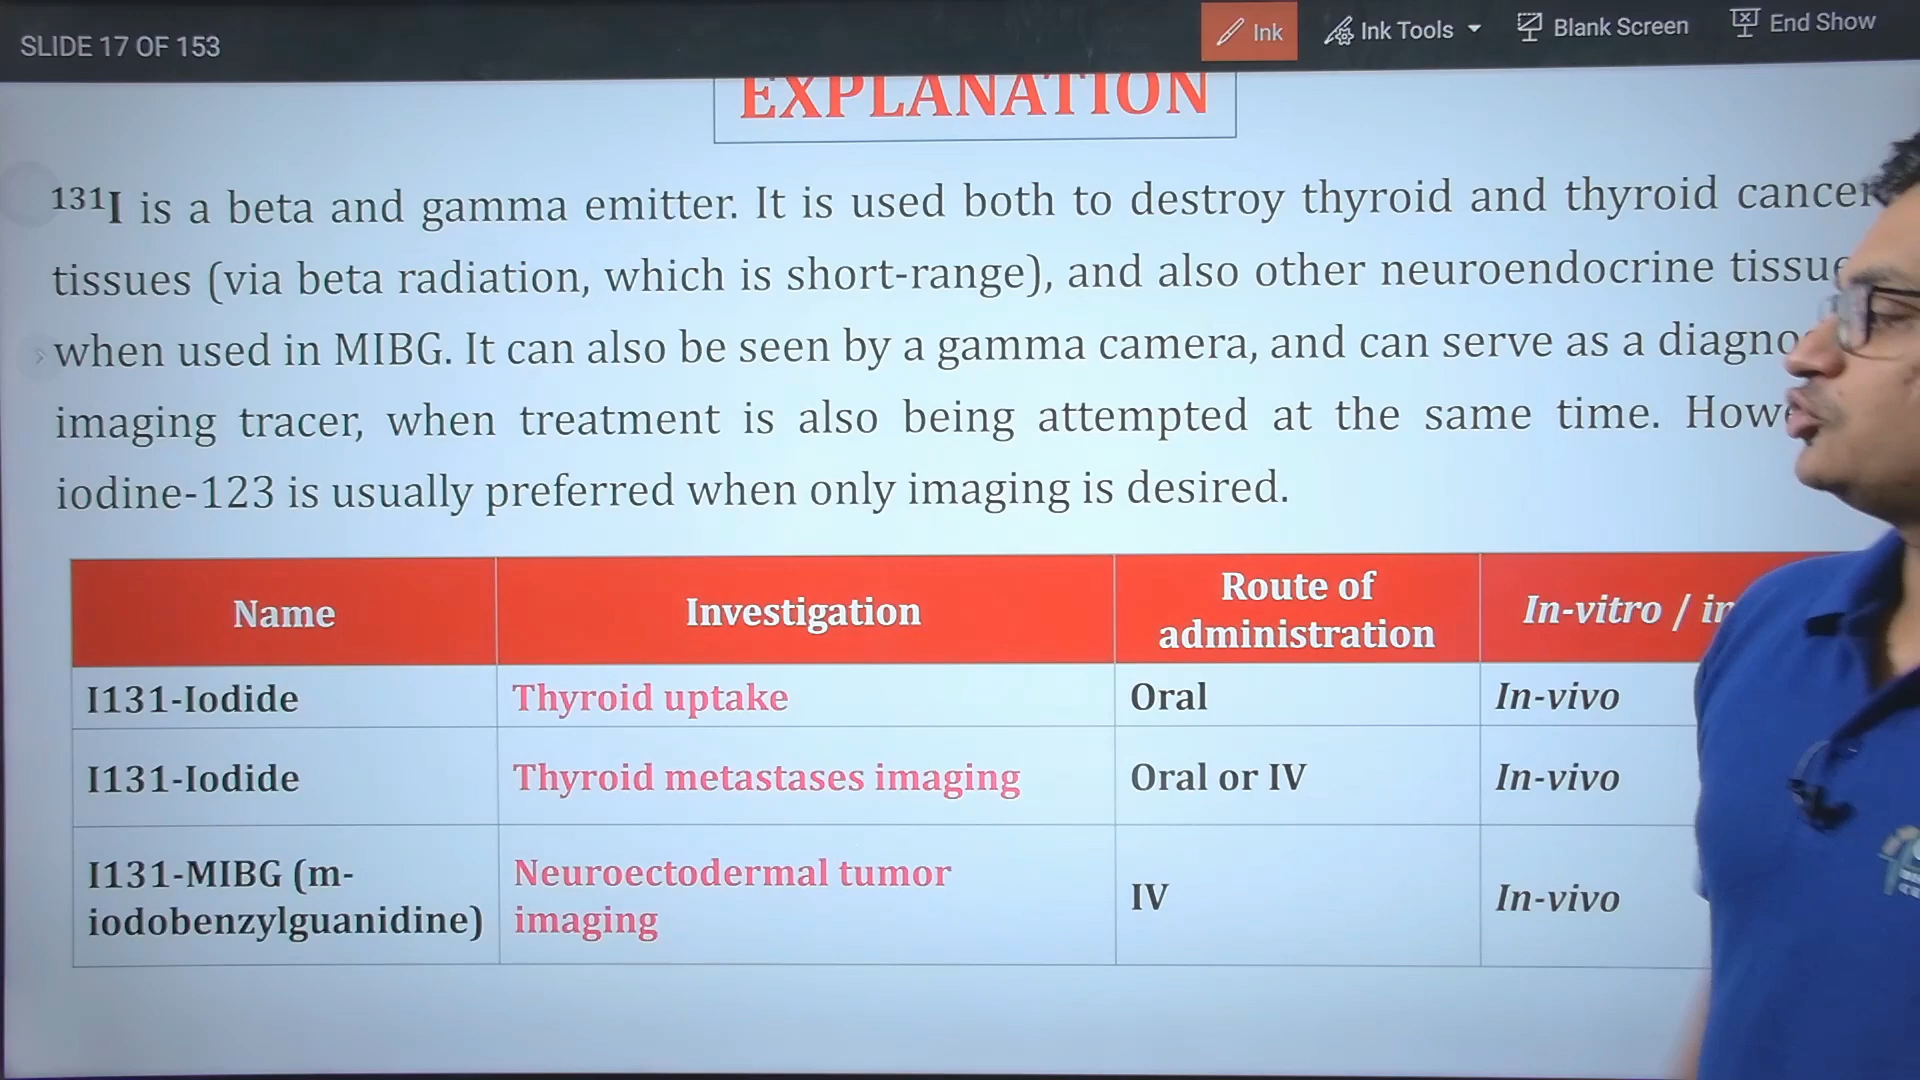 SLIDE 17 OF 153
Ink
Ink Tools
Blank Screen
End Show
EXPLANATION
¹³¹I is a beta and gamma emitter. It is used both to destroy thyroid and thyroid cancer
tissues (via beta radiation, which is short-range), and also other neuroendocrine
when used in MIBG. It can also be seen by a gamma camera, and can serve as a
imaging tracer, when treatment is also being attempted at the same time.
iodine-123 is usually preferred when only imaging is desired.
Name
Investigation
Route of
administration
In-vitro /
I131-Iodide
Thyroid uptake
Oral
In-vivo
I131-Iodide
Thyroid metastases imaging
Oral or IV
In-vivo
I131-MIBG (m-
iodobenzylguanidine)
Neuroectodermal tumor
imaging
IV
In-vivo